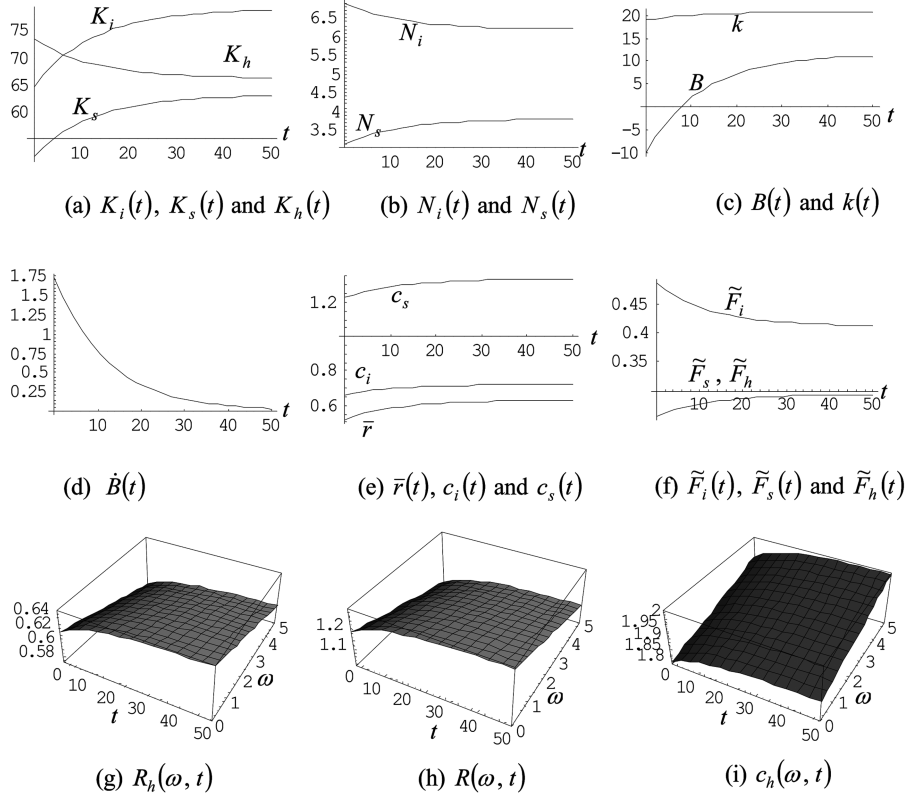 75 70 65 60
K_i K_h K_s t
10 20 30 40 50
6.5 6 5.5 5 4.5 3.5
N_i N_s t
10 20 30 40 50
20 15 10 5 −5 −10
k B t
10 20 30 40 50
(a) K_i(t), K_s(t) and K_h(t)
(b) N_i(t) and N_s(t)
(c) B(t) and k(t)
1.75 1.5 1.25 1 0.75 0.5 0.25
10 20 30 40 50
1.2 0.8 0.6
c_s c_i r̄ t
10 20 30 40 50
0.45 0.4 0.35
F̃_i
F̃_s , F̃_h t
10 20 30 40 50
(d) Ḃ(t)
(e) r̄(t), c_i(t) and c_s(t)
(f) F̃_i(t), F̃_s(t) and F̃_h(t)
0.64 0.62 0.6 0.58
0 10 20 30 40 50
t
0 1 2 3 4 5
ω
1.2 1.1
0 10 20 30 40 50
t
0 1 2 3 4 5
ω
2 1.95 1.9 1.85 1.8
0 10 20 30 40 50
t
0 1 2 3 4 5
ω
(g) R_h(ω, t)
(h) R(ω, t)
(i) c_h(ω, t)